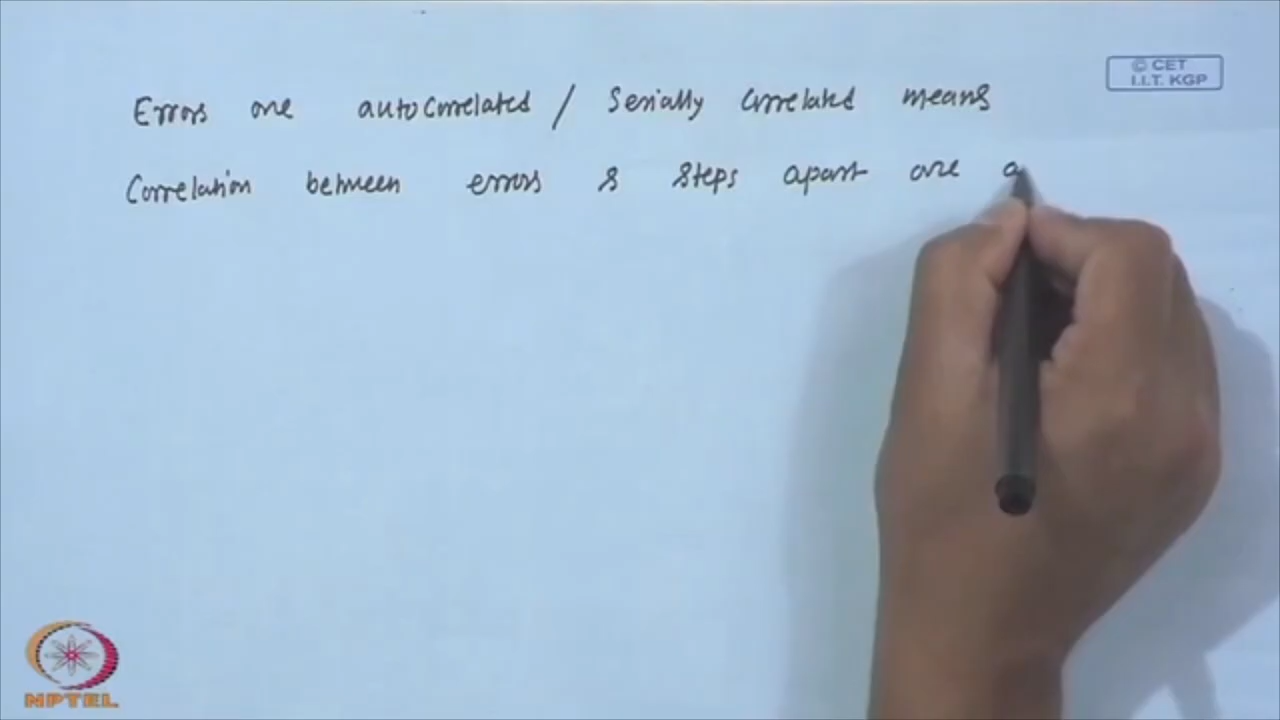 © CET
I.I.T. KGP
Errors are autocorrelated / Serially correlated means
Correlation between errors s steps apart are a
NPTEL